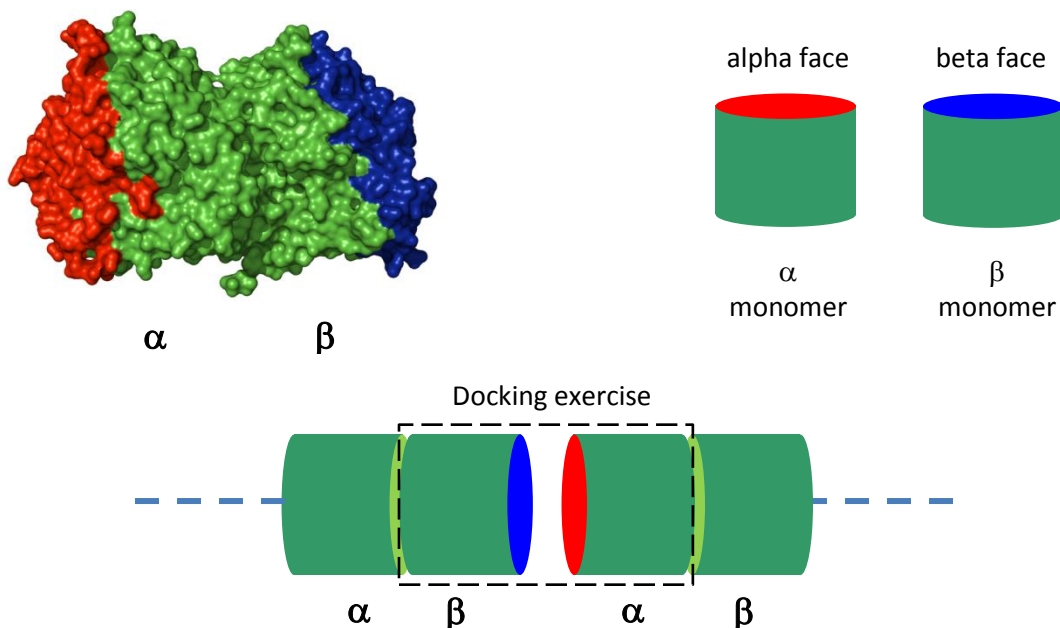 α β
alpha face beta face
α β
monomer monomer
Docking exercise
α β α β